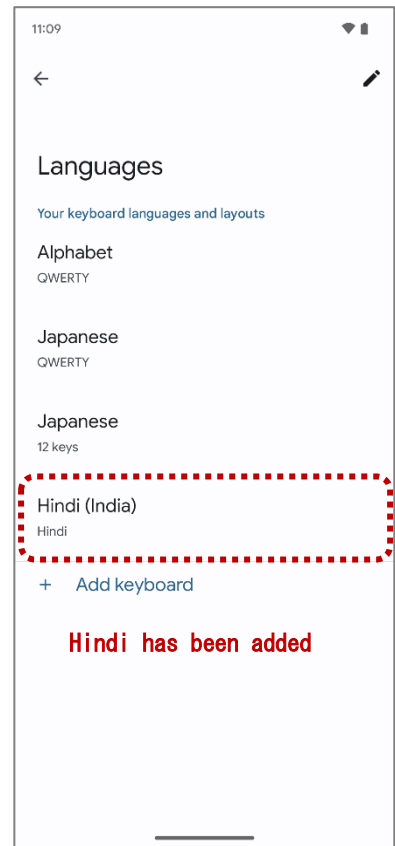 11:09
Languages
Your keyboard languages and layouts
Alphabet
QWERTY
Japanese
QWERTY
Japanese
12 keys
Hindi (India)
Hindi
+ Add keyboard
Hindi has been added